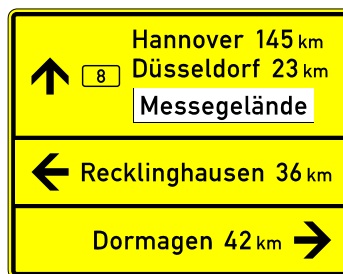 Hannover 145 km
8 Düsseldorf 23 km
Messegelände
Recklinghausen 36 km
Dormagen 42 km